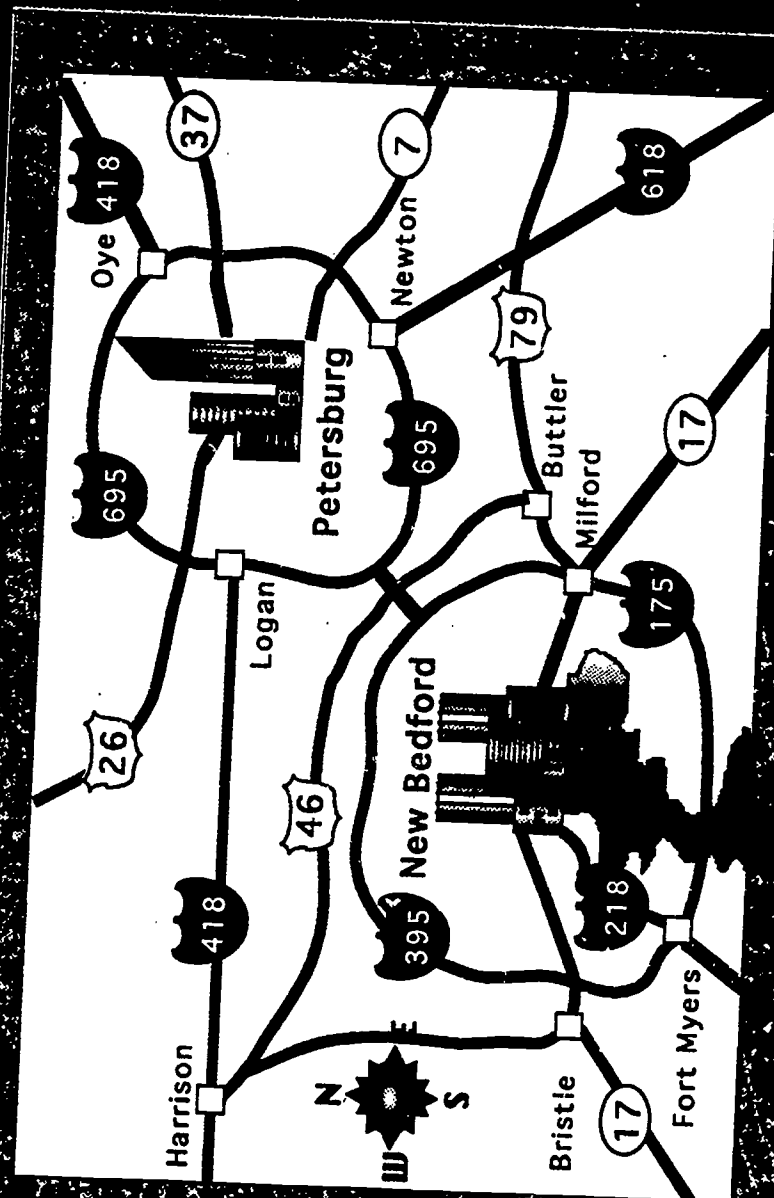 26
695
Oye
418
37
Harrison
418
Logan
46
N
Petersburg
7
Newton
W
E
395
New Bedford
695
S
79
Buttler
Bristle
Milford
218
17
175
618
Fort Myers
17